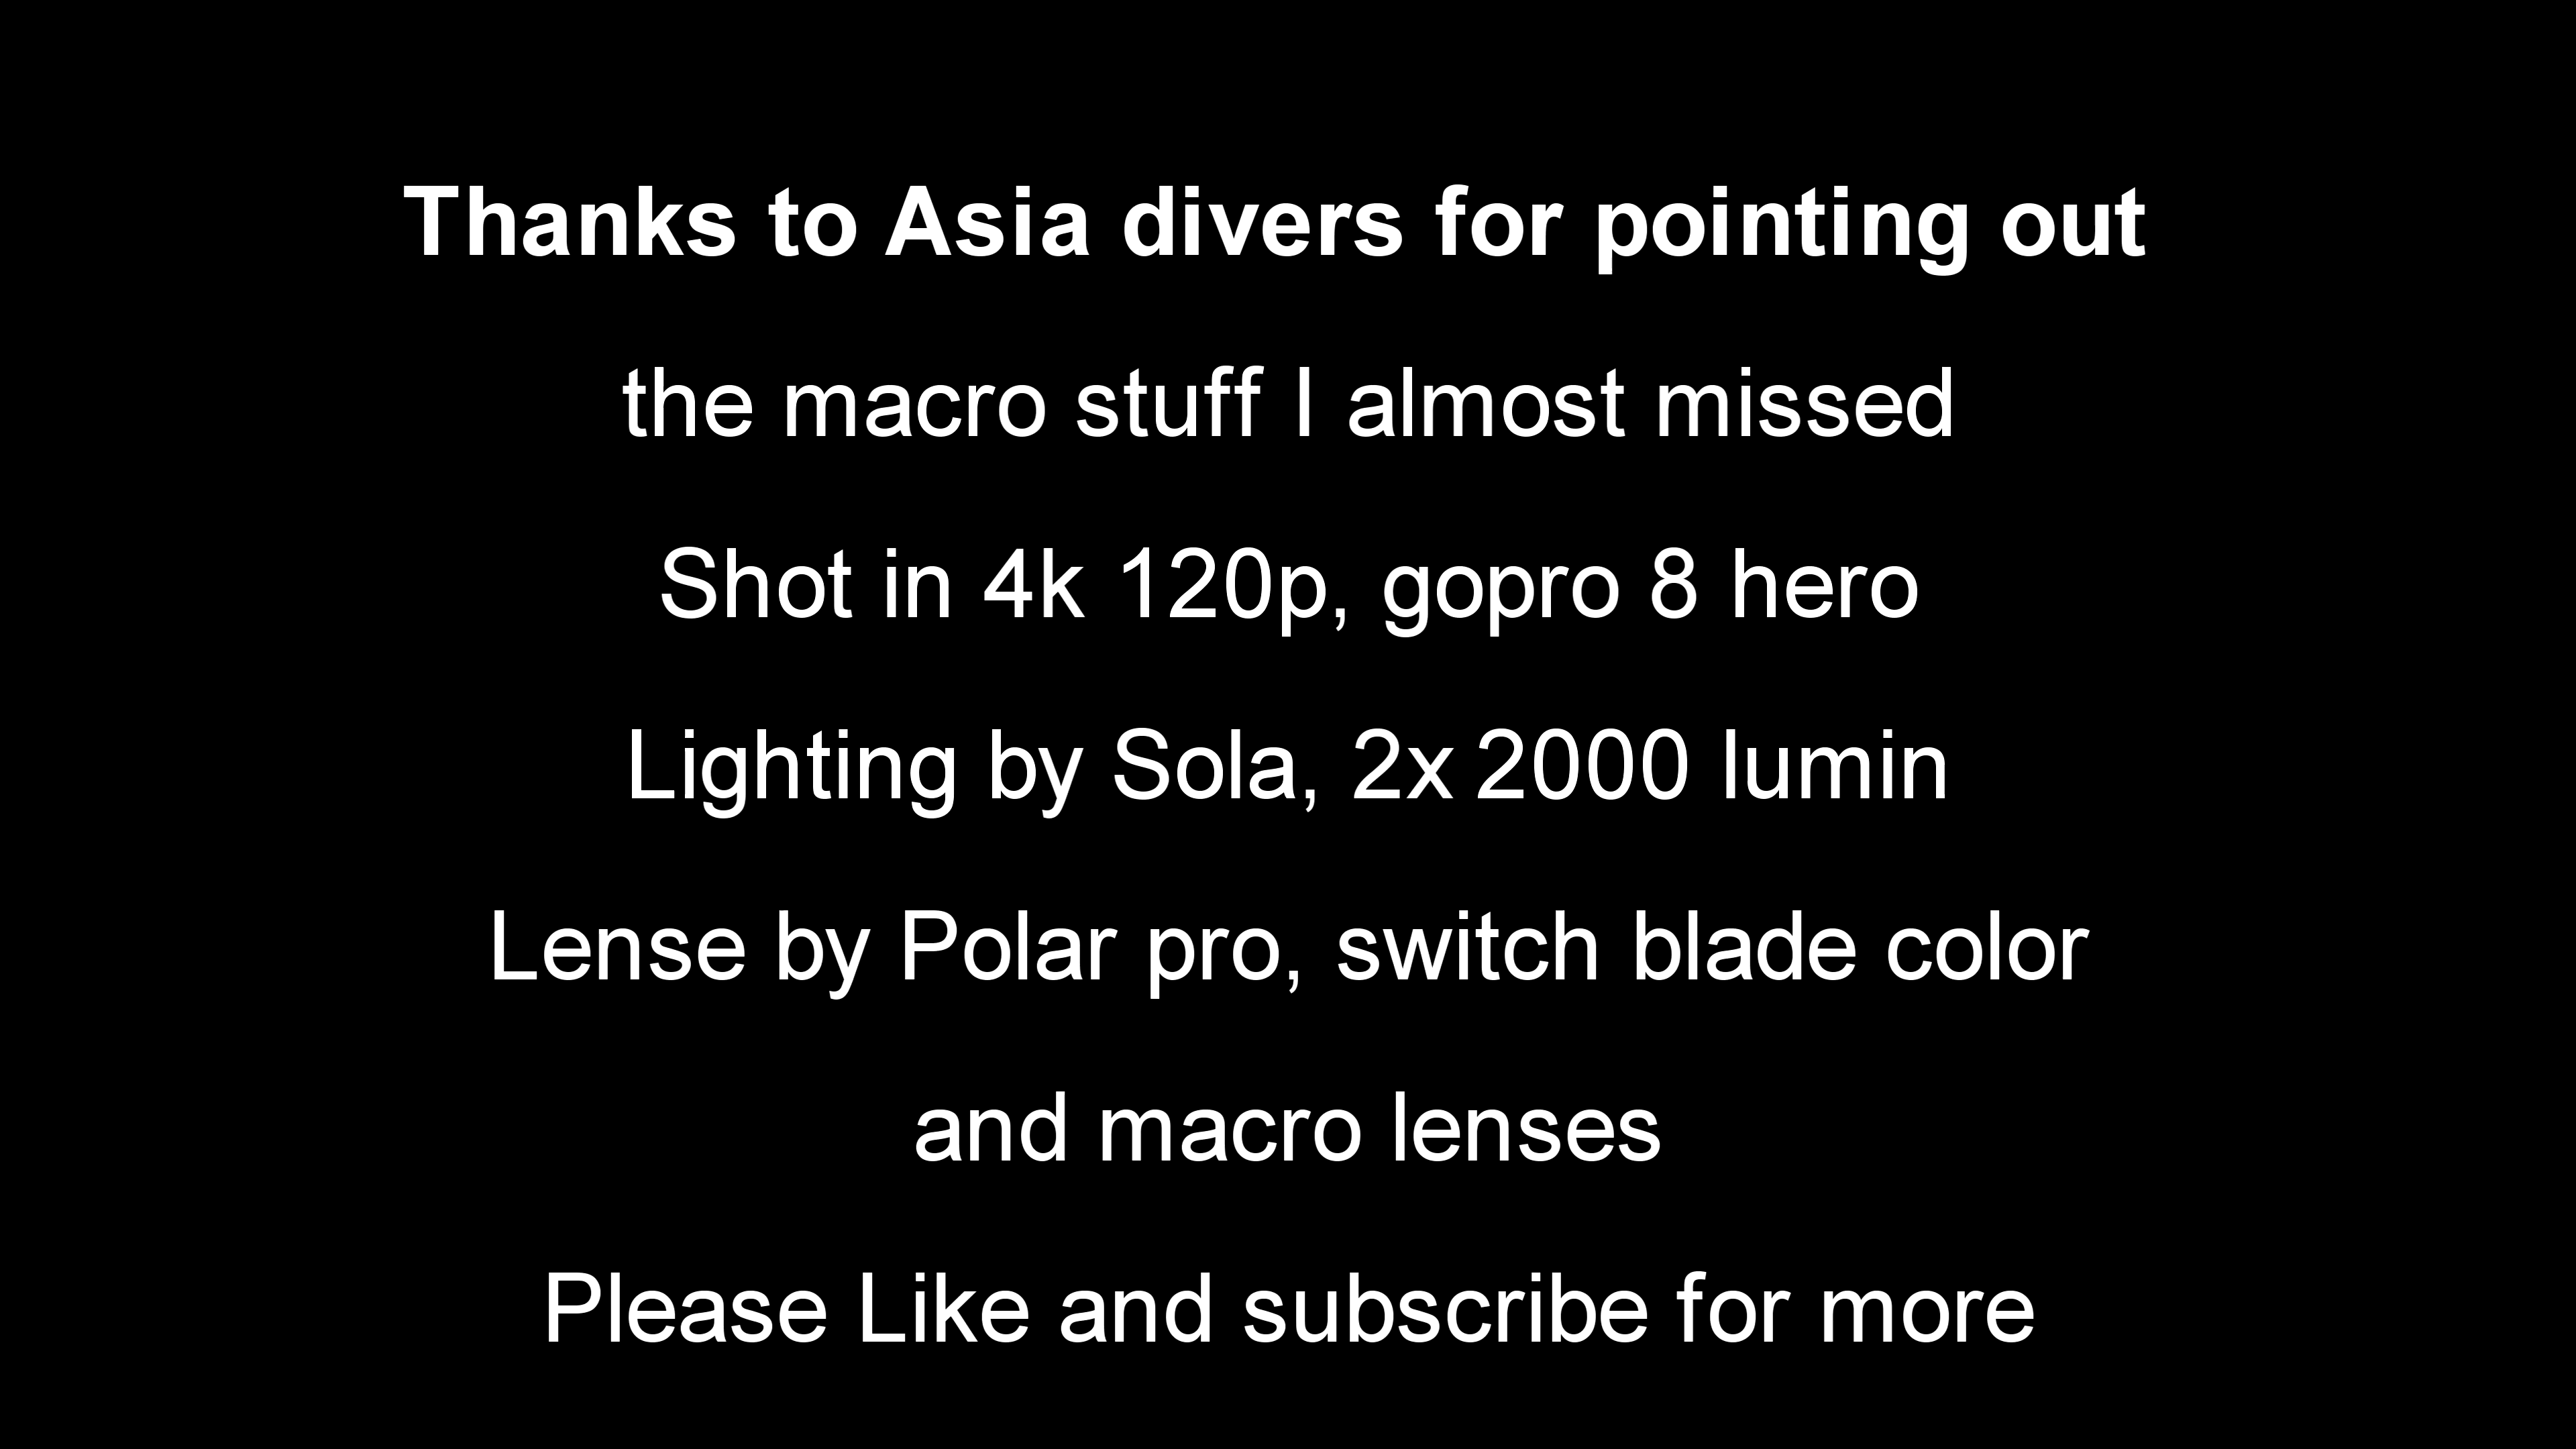 Thanks to Asia divers for pointing out
the macro stuff I almost missed
Shot in 4k 120p, gopro 8 hero
Lighting by Sola, 2x 2000 lumin
Lense by Polar pro, switch blade color
and macro lenses
Please Like and subscribe for more